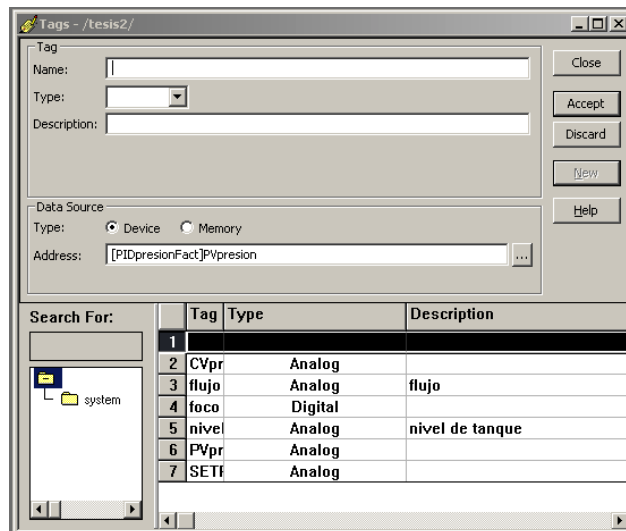 Tags - /tesis2/
Tag
Name:
Close
Type:
Accept
Description:
Discard
New
Data Source
Help
Type: Device Memory
Address: [PIDpresionFact]PVpresion ...
Search For:
system
Tag Type Description
1
2 CVpr Analog
3 flujo Analog flujo
4 foco Digital
5 nivel Analog nivel de tanque
6 PVpr Analog
7 SETP Analog